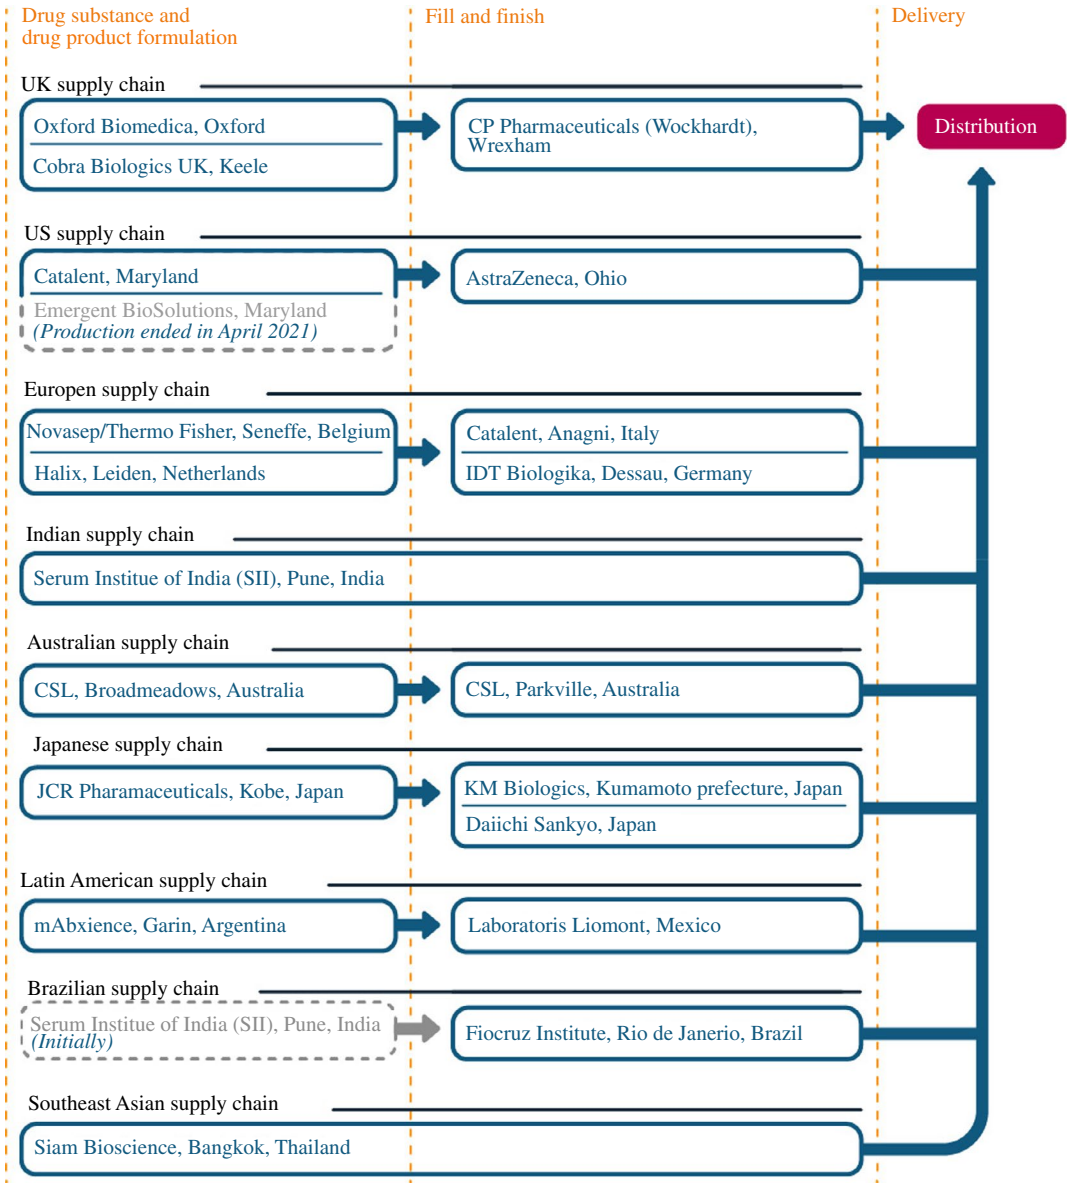 Drug substance and
drug product formulation
Fill and finish
Delivery
UK supply chain
Oxford Biomedica, Oxford
Cobra Biologics UK, Keele
CP Pharmaceuticals (Wockhardt),
Wrexham
Distribution
US supply chain
Catalent, Maryland
Emergent BioSolutions, Maryland
(Production ended in April 2021)
AstraZeneca, Ohio
Europen supply chain
Novasep/Thermo Fisher, Seneffe, Belgium
Halix, Leiden, Netherlands
Catalent, Anagni, Italy
IDT Biologika, Dessau, Germany
Indian supply chain
Serum Institue of India (SII), Pune, India
Australian supply chain
CSL, Broadmeadows, Australia
CSL, Parkville, Australia
Japanese supply chain
JCR Pharamaceuticals, Kobe, Japan
KM Biologics, Kumamoto prefecture, Japan
Daiichi Sankyo, Japan
Latin American supply chain
mAbxience, Garin, Argentina
Laboratoris Liomont, Mexico
Brazilian supply chain
Serum Institue of India (SII), Pune, India
(Initially)
Fiocruz Institute, Rio de Janerio, Brazil
Southeast Asian supply chain
Siam Bioscience, Bangkok, Thailand